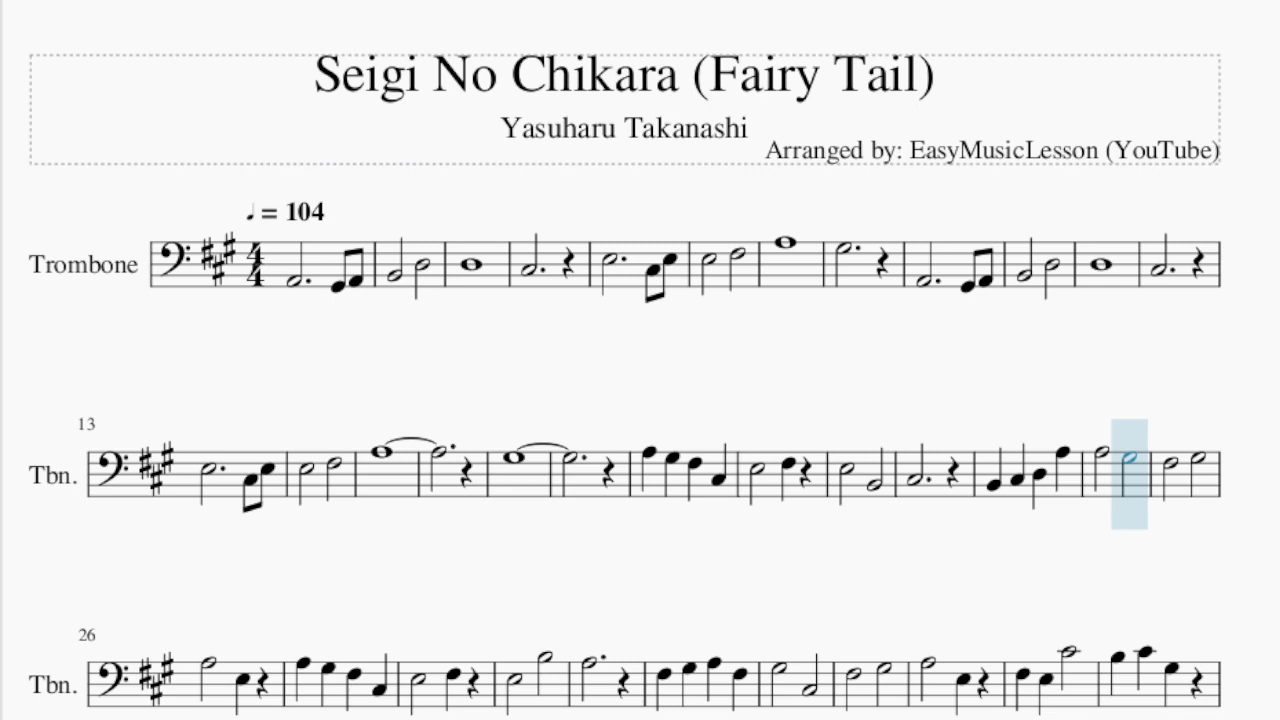 Seigi No Chikara (Fairy Tail)
Yasuharu Takanashi
Arranged by: EasyMusicLesson (YouTube)
♩ = 104
Trombone
4
4
13
Tbn.
26
Tbn.